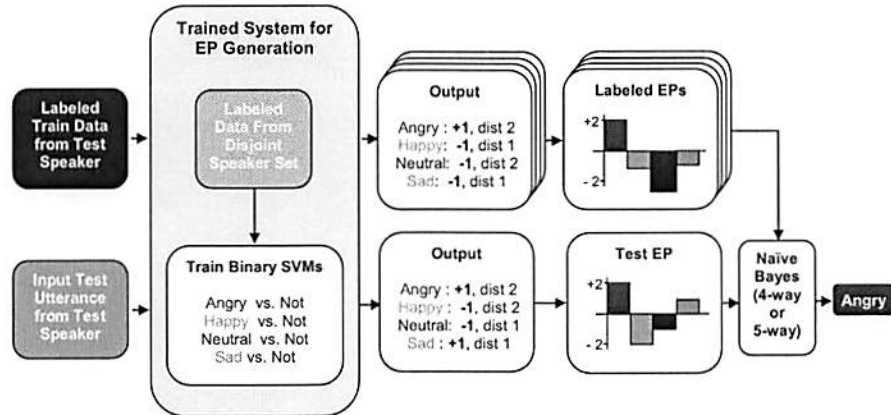 Trained System for
EP Generation
Labeled
Train Data
from Test
Speaker
Labeled
Data From
Disjoint
Speaker Set
Output
Angry : +1, dist 2
Happy: -1, dist 1
Neutral: -1, dist 2
Sad: -1, dist 1
Labeled EPs
+2
- 2
Input Test
Utterance
from Test
Speaker
Train Binary SVMs
Angry vs. Not
Happy vs. Not
Neutral vs. Not
Sad vs. Not
Output
Angry : +1, dist 2
Happy : -1, dist 2
Neutral: -1, dist 1
Sad : +1, dist 1
Test EP
+2
- 2
Naïve
Bayes
(4-way
or
5-way)
Angry